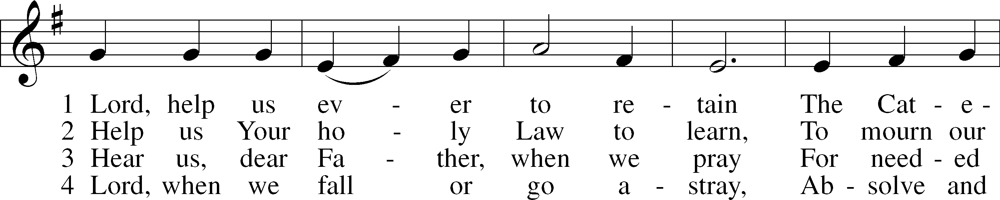 1 Lord, help us ev - er to re - tain The Cat - e -
2 Help us Your ho - ly Law to learn, To mourn our
3 Hear us, dear Fa - ther, when we pray For need - ed
4 Lord, when we fall or go a - stray, Ab - solve and